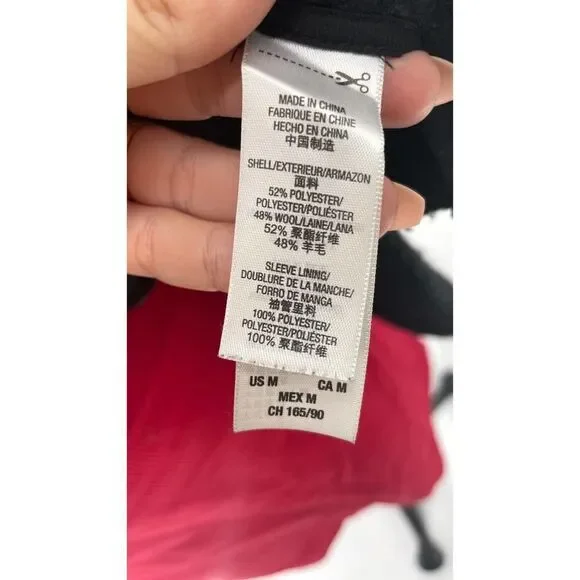 MADE IN CHINA
FABRIQUE EN CHINE
HECHO EN CHINA
中国制造
SHELL/EXTERIEUR/ARMAZON
面料
52% POLYESTER/
POLYESTER/POLIÉSTER
48% WOOL/LAINE/LANA
52% 聚酯纤维
48% 羊毛
SLEEVE LINING/
DOUBLURE DE LA MANCHE/
FORRO DE MANGA
袖管里料
100% POLYESTER/
POLYESTER/POLIÉSTER
100% 聚酯纤维
US M CA M
MEX M
CH 165/90